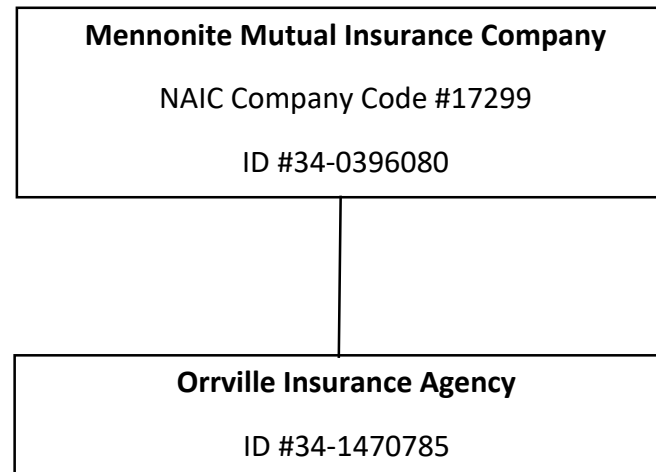 Mennonite Mutual Insurance Company
NAIC Company Code #17299
ID #34-0396080
Orrville Insurance Agency
ID #34-1470785